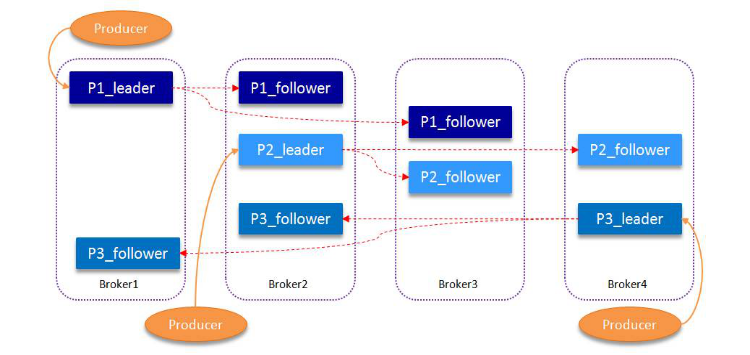 Producer
P1_leader
P1_follower
P1_follower
P2_leader
P2_follower
P2_follower
P3_follower
P3_leader
P3_follower
Broker1
Broker2
Broker3
Broker4
Producer
Producer